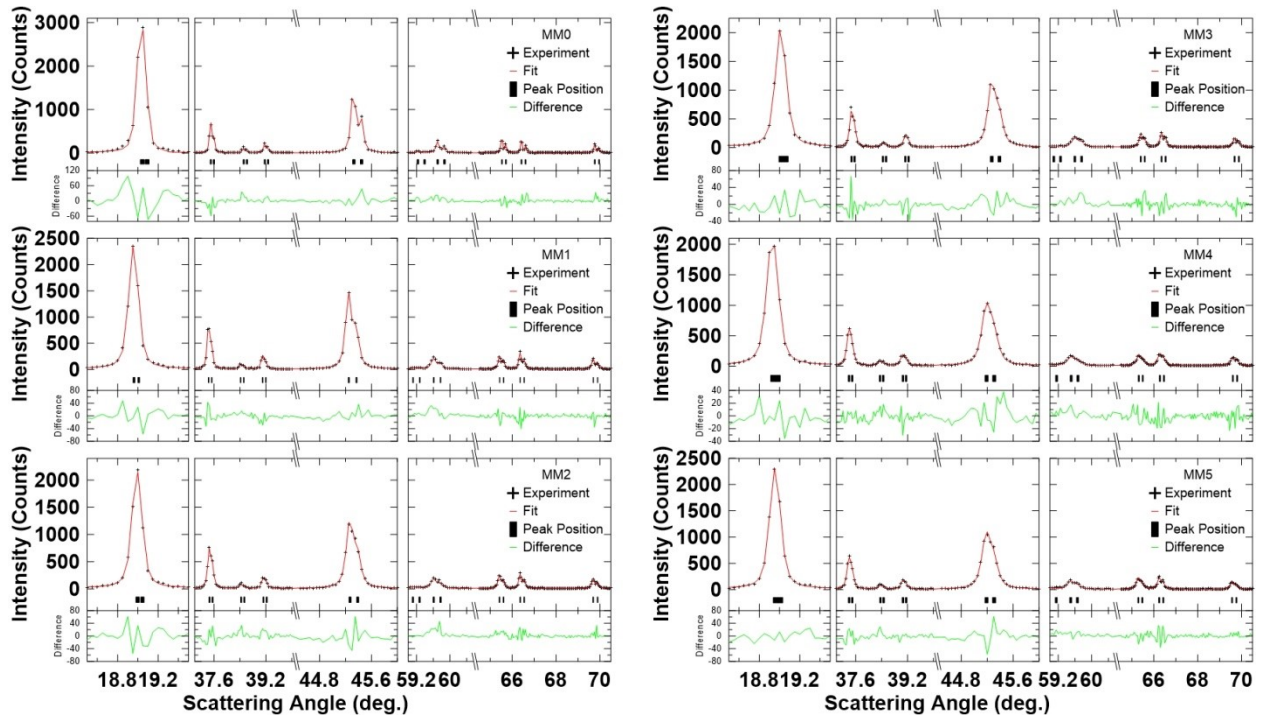 Intensity (Counts)
3000
2000
1000
0
MM0
Experiment
Fit
Peak Position
Difference
Difference
120
60
0
-60
Intensity (Counts)
2500
2000
1500
1000
500
0
MM1
Experiment
Fit
Peak Position
Difference
Difference
80
40
0
-40
-80
Intensity (Counts)
2000
1500
1000
500
0
MM2
Experiment
Fit
Peak Position
Difference
Difference
80
40
0
-40
-80
18.8 19.2 37.6 39.2 44.8 45.6 59.2 60 66 70
Scattering Angle (deg.)
Intensity (Counts)
2000
1500
1000
500
0
MM3
Experiment
Fit
Peak Position
Difference
Difference
80
40
0
-40
Intensity (Counts)
2000
1500
1000
500
0
MM4
Experiment
Fit
Peak Position
Difference
Difference
40
20
0
-20
-40
Intensity (Counts)
2500
2000
1500
1000
500
0
MM5
Experiment
Fit
Peak Position
Difference
Difference
80
40
0
-40
-80
18.8 19.2 37.6 39.2 44.8 45.6 59.2 60 66 70
Scattering Angle (deg.)